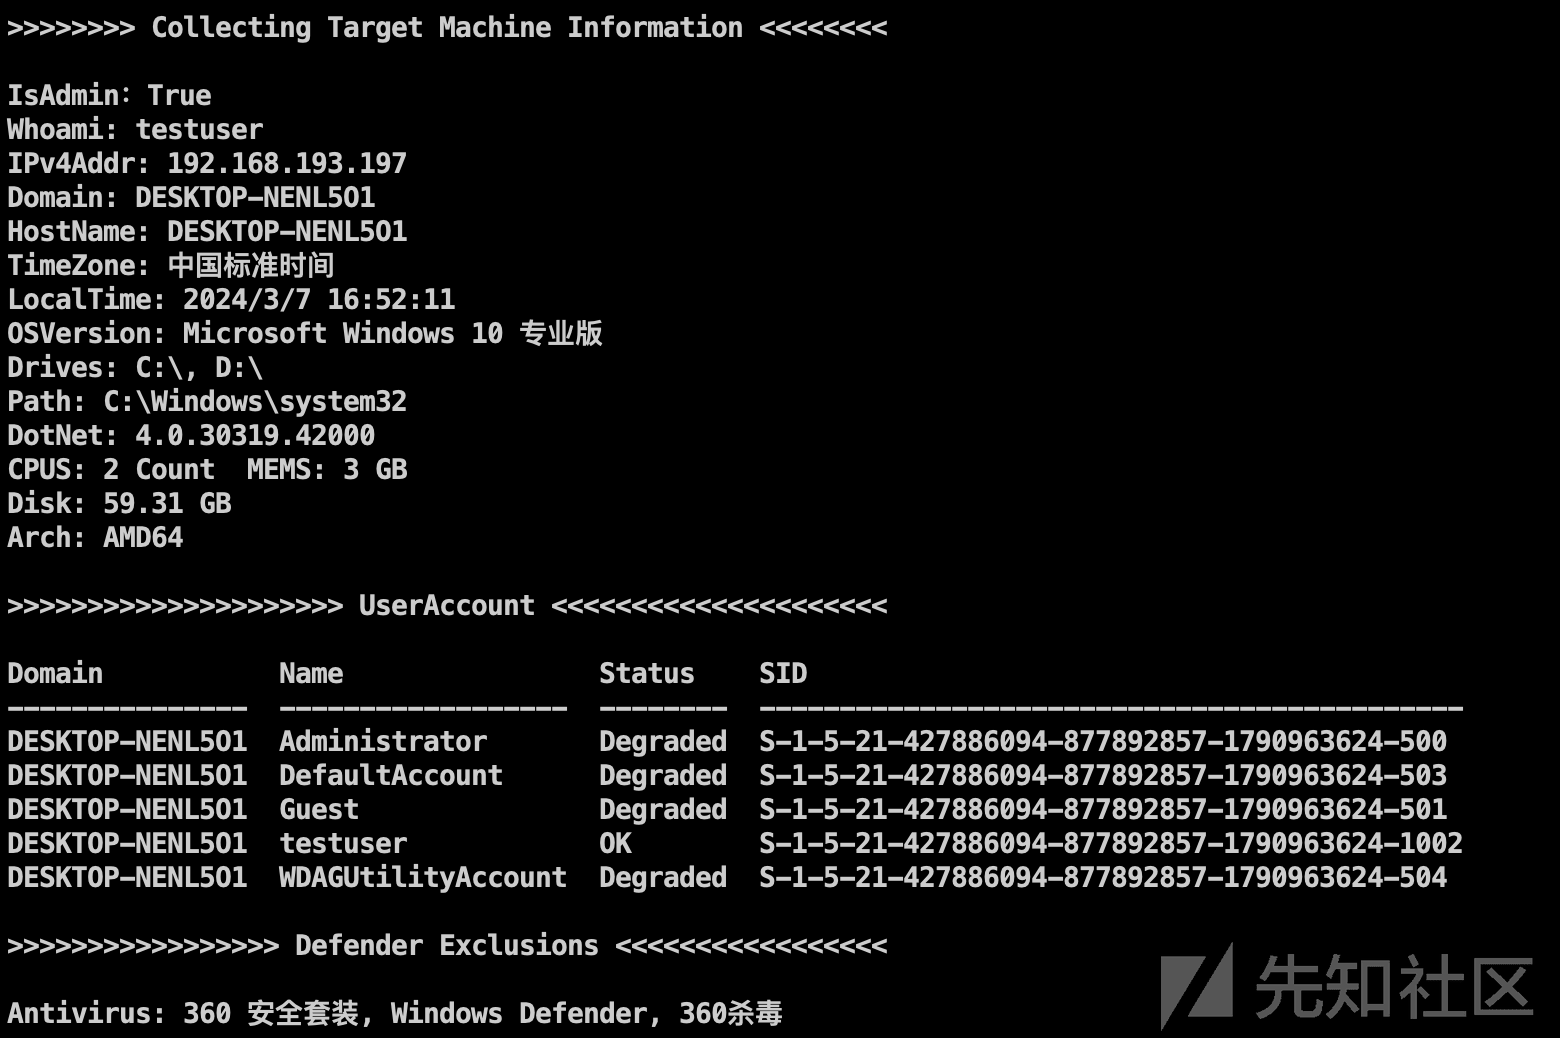 >>>>>>>> Collecting Target Machine Information <<<<<<<<
IsAdmin: True
Whoami: testuser
IPv4Addr: 192.168.193.197
Domain: DESKTOP-NENL5O1
HostName: DESKTOP-NENL5O1
TimeZone: 中国标准时间
LocalTime: 2024/3/7 16:52:11
OSVersion: Microsoft Windows 10 专业版
Drives: C:\, D:\
Path: C:\Windows\system32
DotNet: 4.0.30319.42000
CPUS: 2 Count  MEMS: 3 GB
Disk: 59.31 GB
Arch: AMD64
>>>>>>>>>>>>>>>>>>>>> UserAccount <<<<<<<<<<<<<<<<<<<<<
Domain           Name                Status    SID
---------------  ------------------  --------  --------------------------------------------
DESKTOP-NENL5O1  Administrator       Degraded  S-1-5-21-427886094-877892857-1790963624-500
DESKTOP-NENL5O1  DefaultAccount      Degraded  S-1-5-21-427886094-877892857-1790963624-503
DESKTOP-NENL5O1  Guest               Degraded  S-1-5-21-427886094-877892857-1790963624-501
DESKTOP-NENL5O1  testuser            OK        S-1-5-21-427886094-877892857-1790963624-1002
DESKTOP-NENL5O1  WDAGUtilityAccount  Degraded  S-1-5-21-427886094-877892857-1790963624-504
>>>>>>>>>>>>>>>>> Defender Exclusions <<<<<<<<<<<<<<<<<
Antivirus: 360 安全套装, Windows Defender, 360杀毒
先知社区